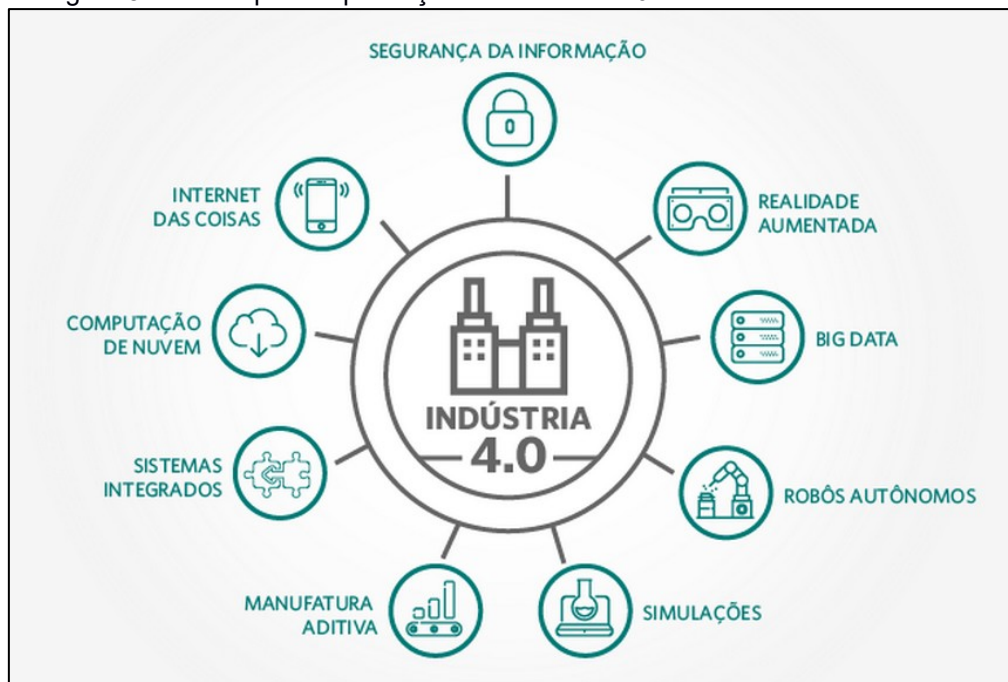 SEGURANÇA DA INFORMAÇÃO
INTERNET
DAS COISAS
REALIDADE
AUMENTADA
COMPUTAÇÃO
DE NUVEM
BIG DATA
INDÚSTRIA
4.0
SISTEMAS
INTEGRADOS
ROBÔS AUTÔNOMOS
MANUFATURA
ADITIVA
SIMULAÇÕES